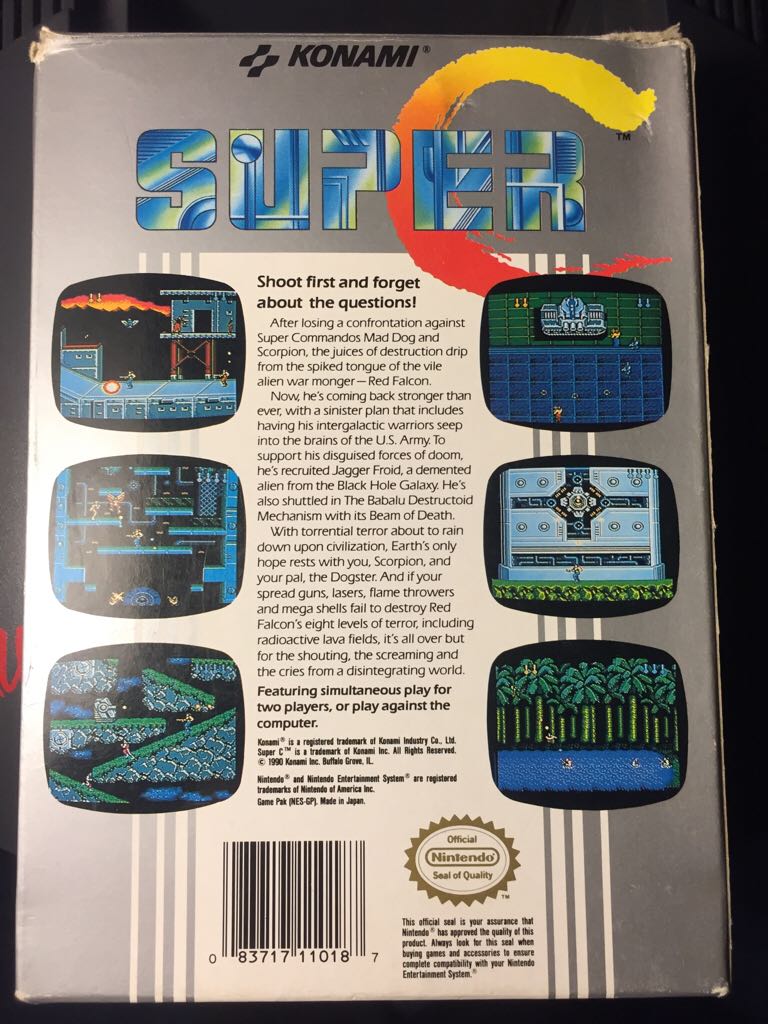 KONAMI®
SUPER C™
Shoot first and forget
about the questions!
After losing a confrontation against
Super Commandos Mad Dog and
Scorpion, the juices of destruction drip
from the spiked tongue of the vile
alien war monger—Red Falcon.
Now, he's coming back stronger than
ever, with a sinister plan that includes
having his intergalactic warriors seep
into the brains of the U.S. Army. To
support his disguised forces of doom,
he's recruited Jagger Froid, a demented
alien from the Black Hole Galaxy. He's
also shuttled in The Babalu Destructoid
Mechanism with its Beam of Death.
With torrential terror about to rain
down upon civilization, Earth's only
hope rests with you, Scorpion, and
your pal, the Dogster. And if your
spread guns, lasers, flame throwers
and mega shells fail to destroy Red
Falcon's eight levels of terror, including
radioactive lava fields, it's all over but
for the shouting, the screaming and
the cries from a disintegrating world.
Featuring simultaneous play for
two players, or play against the
computer.
Konami® is a registered trademark of Konami Industry Co., Ltd.
Super C™ is a trademark of Konami Inc. All Rights Reserved.
© 1990 Konami Inc. Buffalo Grove, IL.
Nintendo® and Nintendo Entertainment System® are registered
trademarks of Nintendo of America Inc.
Game Pak (NES-GP). Made in Japan.
0 83717 11018 7
Official
Nintendo
Seal of Quality
™
This official seal is your assurance that
Nintendo® has approved the quality of this
product. Always look for this seal when
buying games and accessories to ensure
complete compatibility with your Nintendo
Entertainment System.®